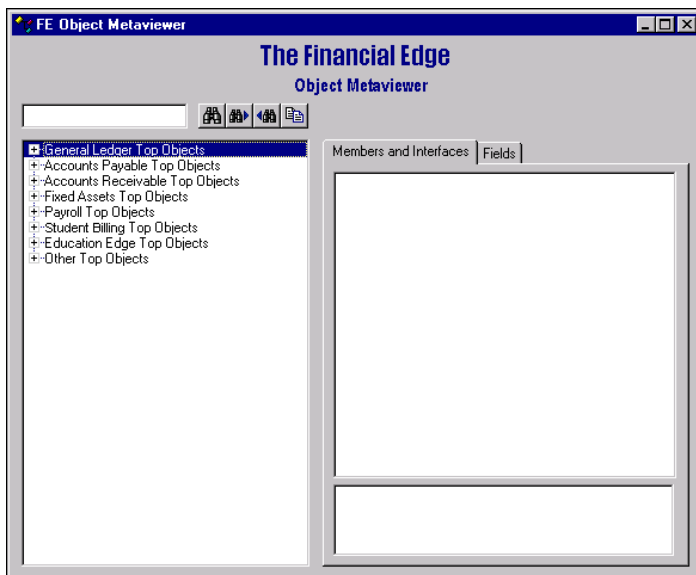 FE Object Metaviewer
The Financial Edge
Object Metaviewer
General Ledger Top Objects
Accounts Payable Top Objects
Accounts Receivable Top Objects
Fixed Assets Top Objects
Payroll Top Objects
Student Billing Top Objects
Education Edge Top Objects
Other Top Objects
Members and Interfaces
Fields